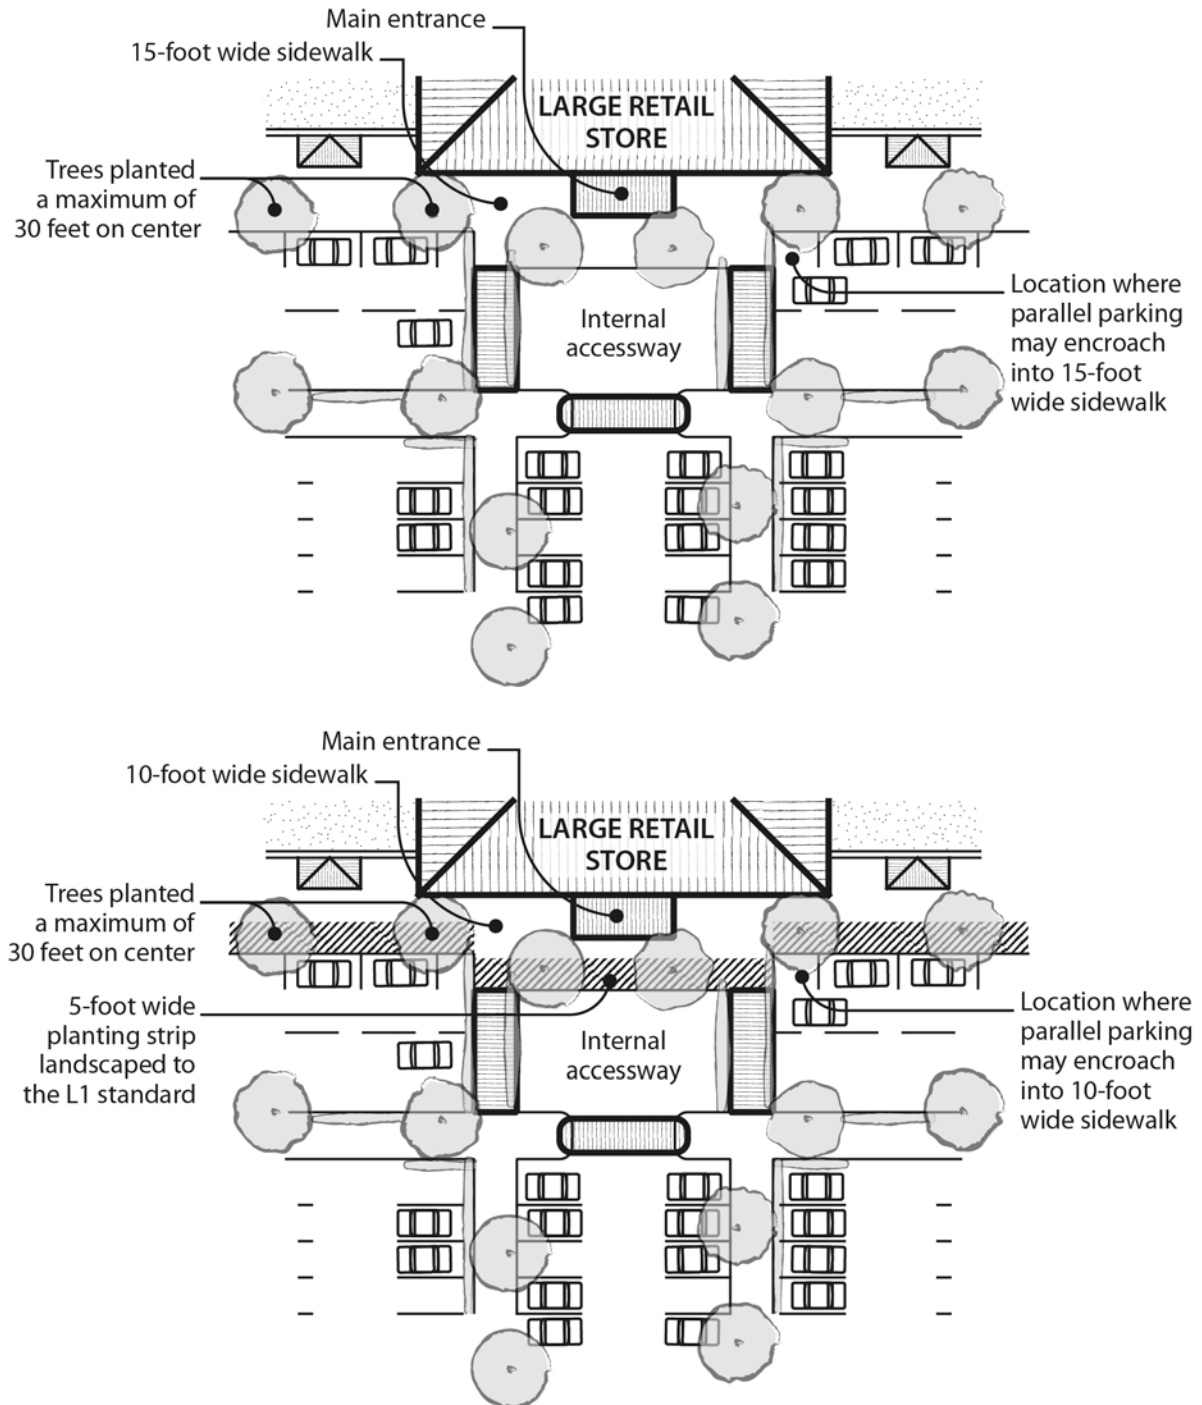 Main entrance
15-foot wide sidewalk
LARGE RETAIL
STORE
Trees planted
a maximum of
30 feet on center
Internal
accessway
Location where
parallel parking
may encroach
into 15-foot
wide sidewalk
Main entrance
10-foot wide sidewalk
LARGE RETAIL
STORE
Trees planted
a maximum of
30 feet on center
5-foot wide
planting strip
landscaped to
the L1 standard
Internal
accessway
Location where
parallel parking
may encroach
into 10-foot
wide sidewalk